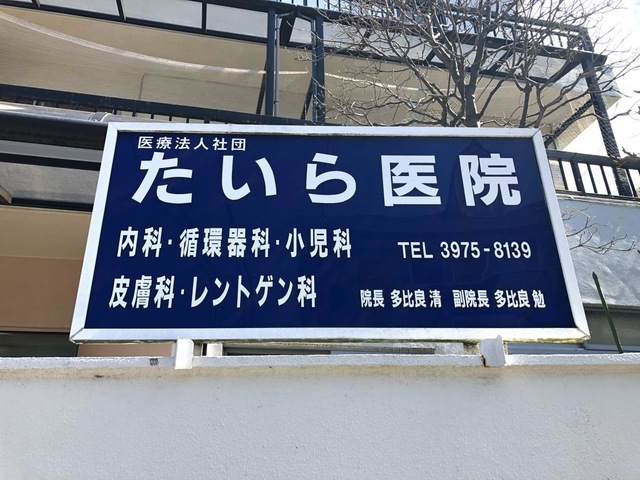 医療法人社団
たいら医院
内科・循環器科・小児科 TEL 3975-8139
皮膚科・レントゲン科 院長 多比良 清 副院長 多比良 勉